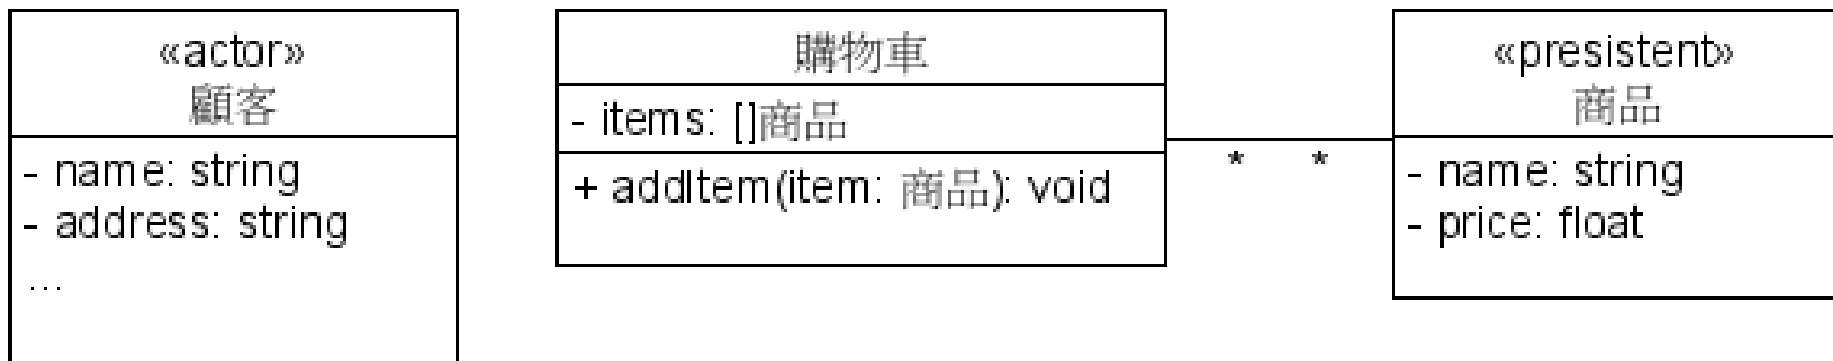 «actor»
顧客
- name: string
- address: string
...
購物車
- items: []商品
+ addItem(item: 商品): void
* *
«presistent»
商品
- name: string
- price: float